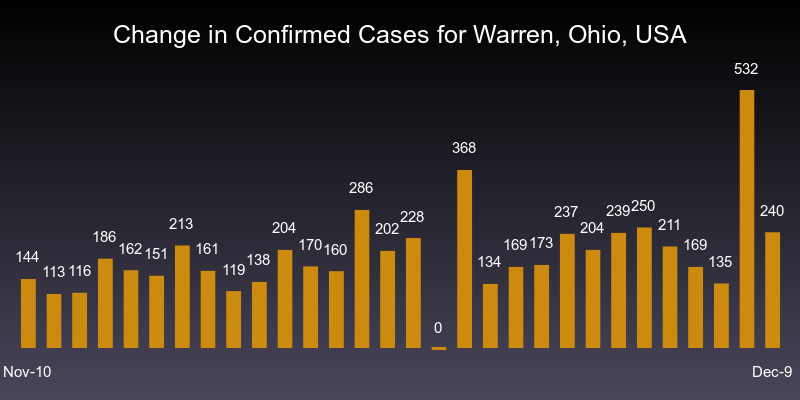 Change in Confirmed Cases for Warren, Ohio, USA
144 113 116 186 162 151 213 161 119 138 204 170 160 286 202 228 0 368 134 169 173 237 204 239 250 211 169 135 532 240
Nov-10 Dec-9